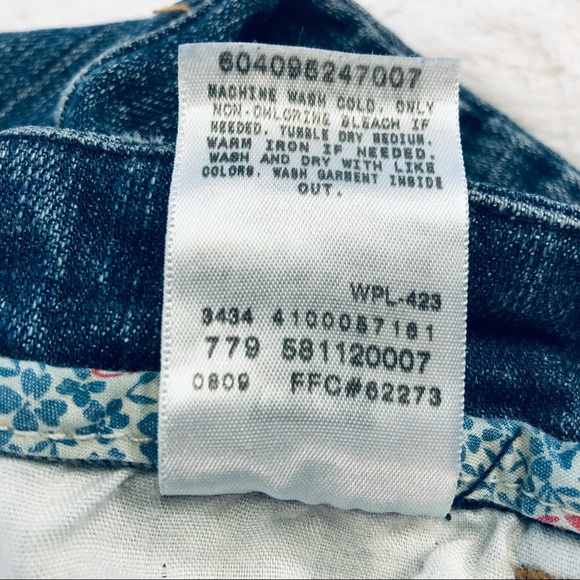 604095247007
MACHINE WASH COLD. ONLY
NON-CHLORINE BLEACH IF
NEEDED. TUMBLE DRY MEDIUM.
WARM IRON IF NEEDED.
WASH AND DRY WITH LIKE
COLORS. WASH GARMENT INSIDE
OUT.
WPL-423
3434 4100057161
779 581120007
0809 FFC#62273